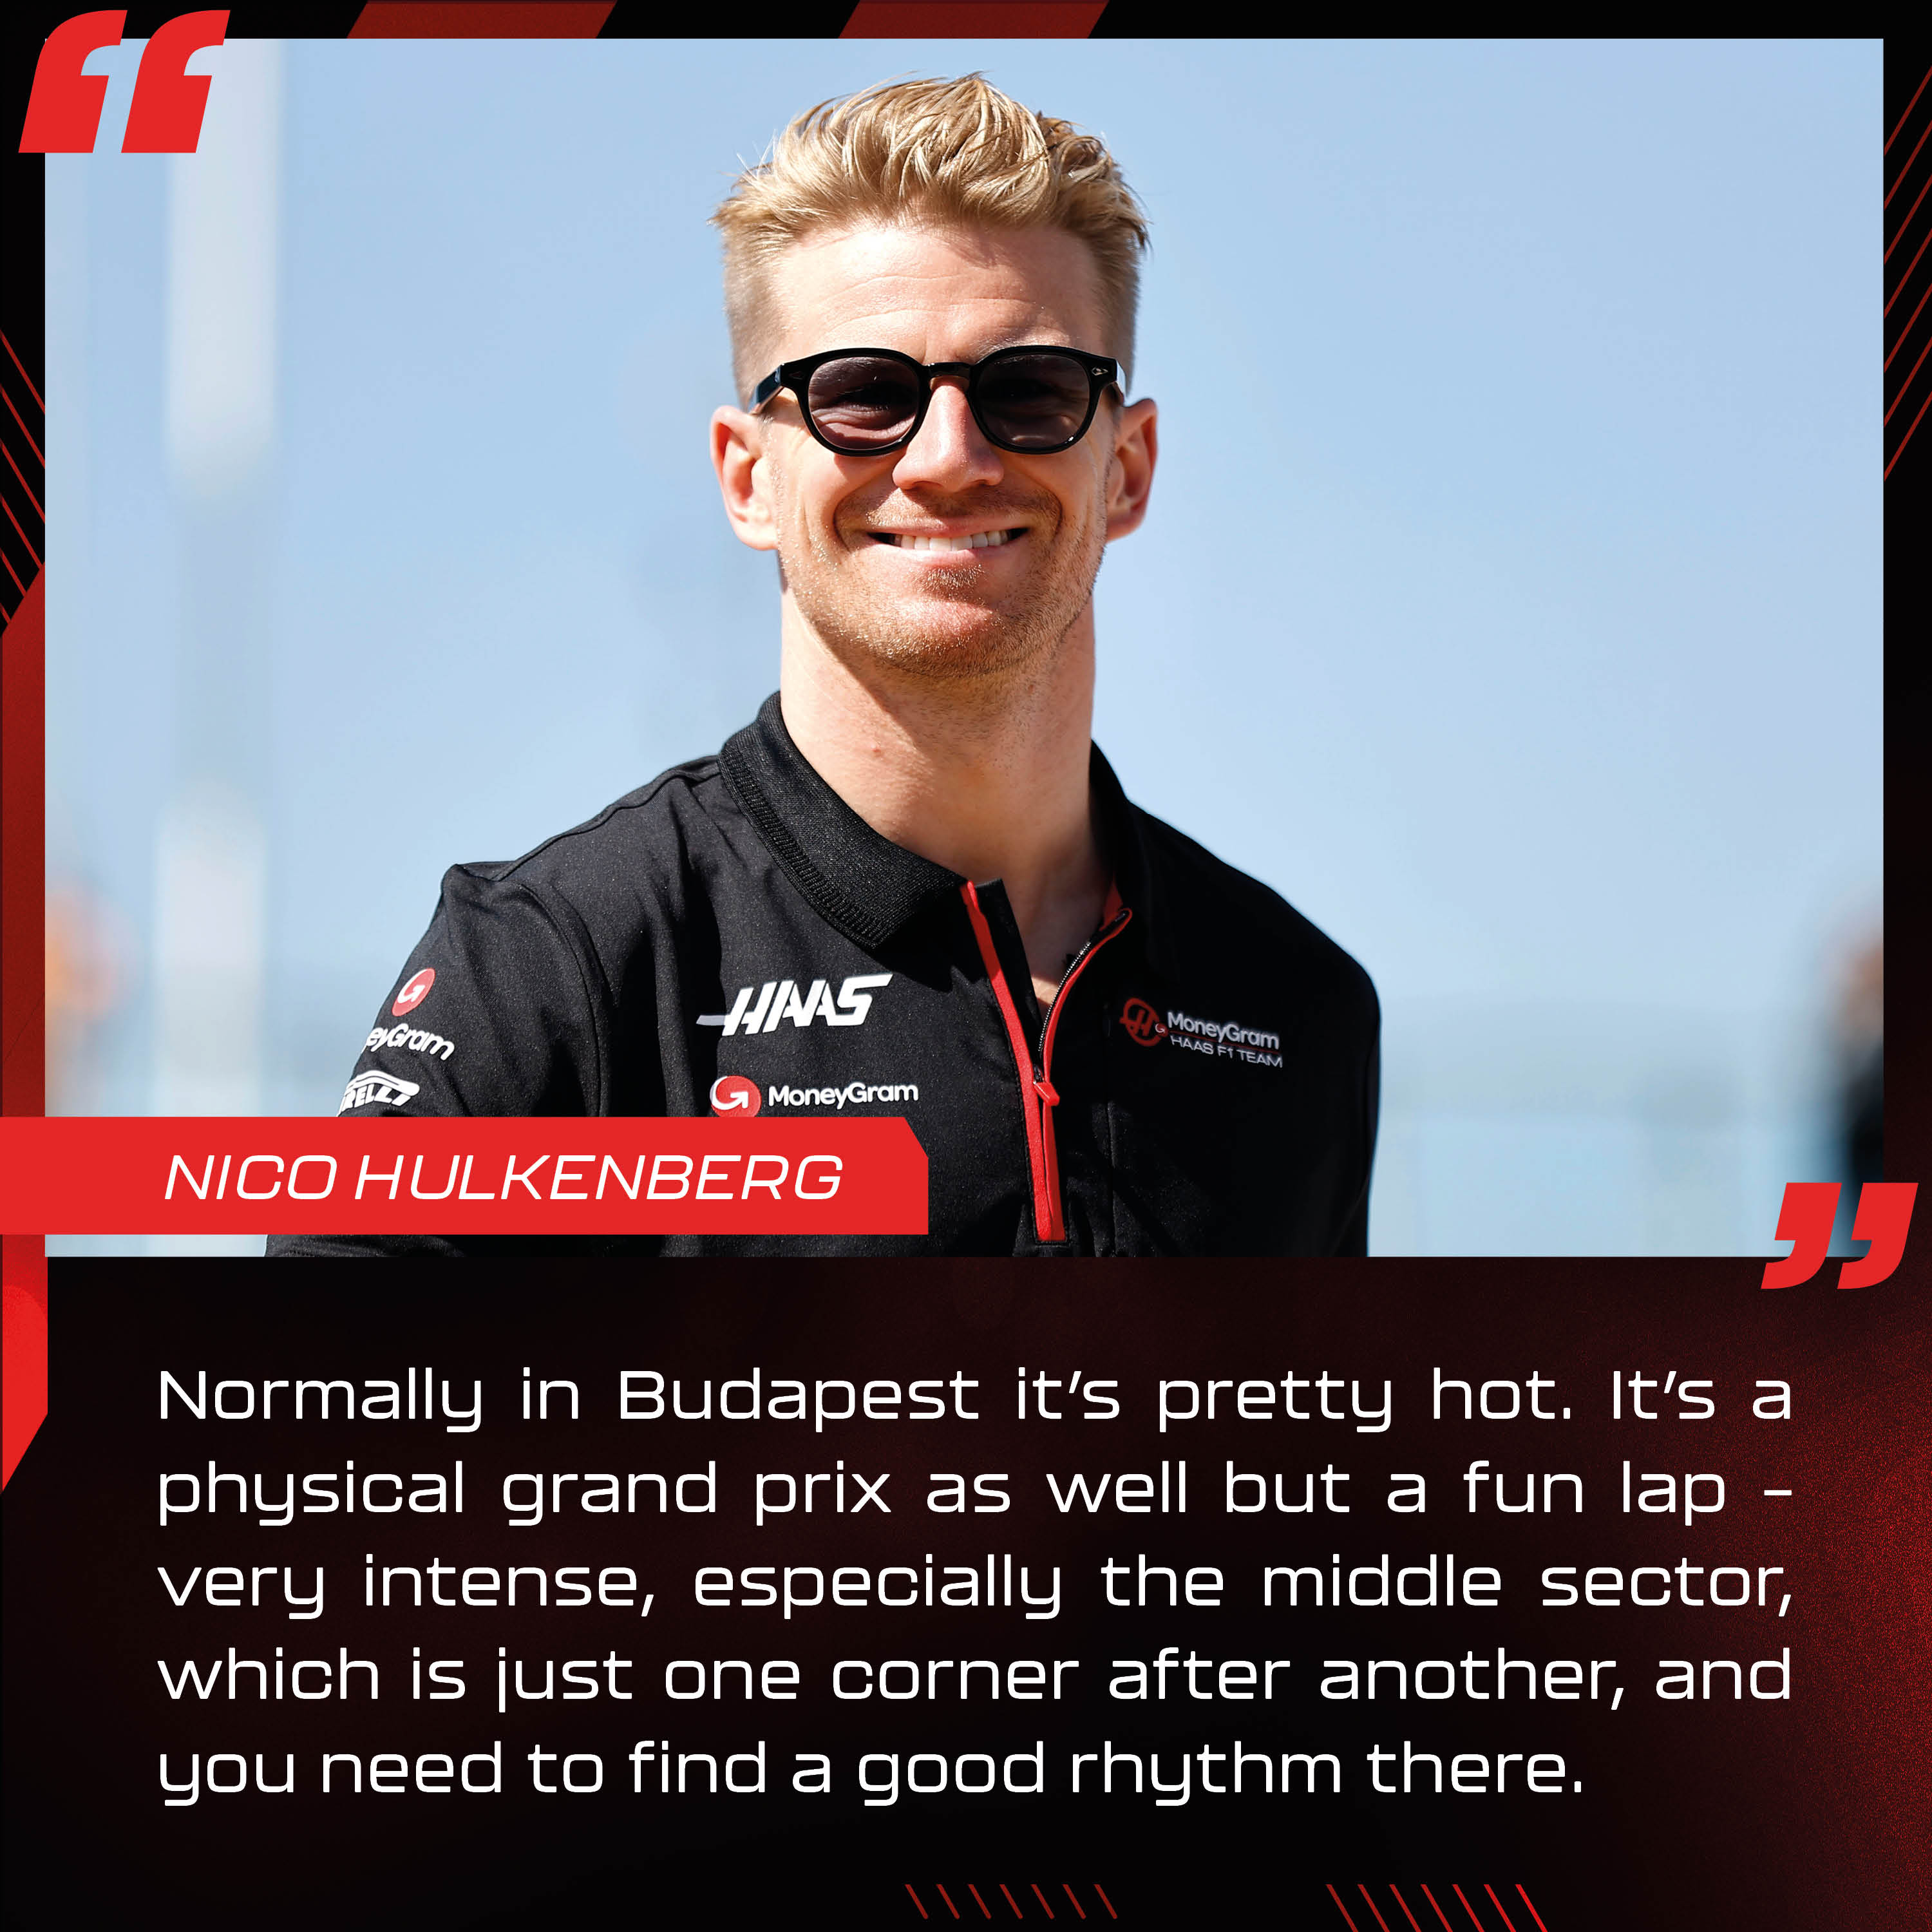 HAAS
MoneyGram
HAAS F1 TEAM
MoneyGram
NICO HULKENBERG
Normally in Budapest it’s pretty hot. It’s a
physical grand prix as well but a fun lap -
very intense, especially the middle sector,
which is just one corner after another, and
you need to find a good rhythm there.